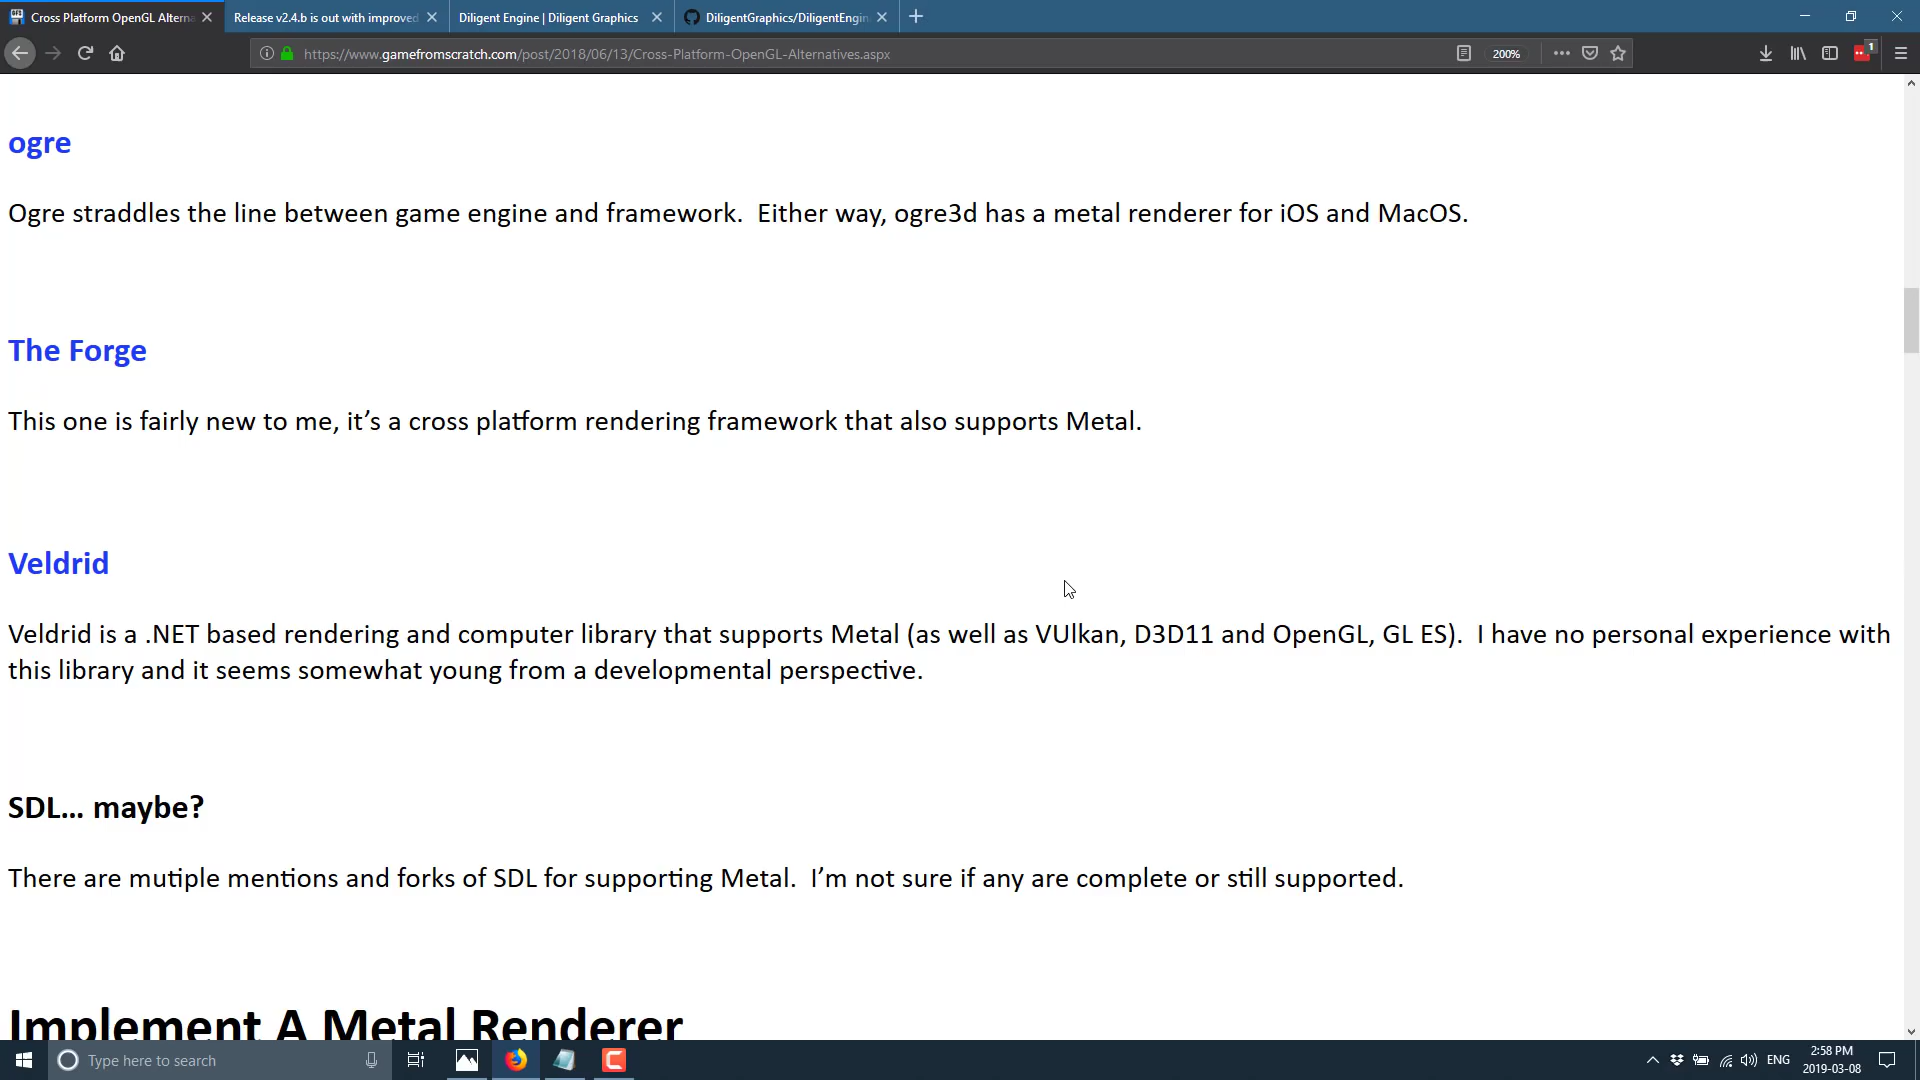 Cross Platform OpenGL Alterna
Release v2.4.b is out with improved
Diligent Engine | Diligent Graphics
DiligentGraphics/DiligentEngin
https://www.gamefromscratch.com/post/2018/06/13/Cross-Platform-OpenGL-Alternatives.aspx
200%
1
ogre
Ogre straddles the line between game engine and framework.  Either way, ogre3d has a metal renderer for iOS and MacOS.
The Forge
This one is fairly new to me, it’s a cross platform rendering framework that also supports Metal.
Veldrid
Veldrid is a .NET based rendering and computer library that supports Metal (as well as VUlkan, D3D11 and OpenGL, GL ES).  I have no personal experience with
this library and it seems somewhat young from a developmental perspective.
SDL… maybe?
There are mutiple mentions and forks of SDL for supporting Metal.  I’m not sure if any are complete or still supported.
Implement A Metal Renderer
Type here to search
ENG
2:58 PM
2019-03-08